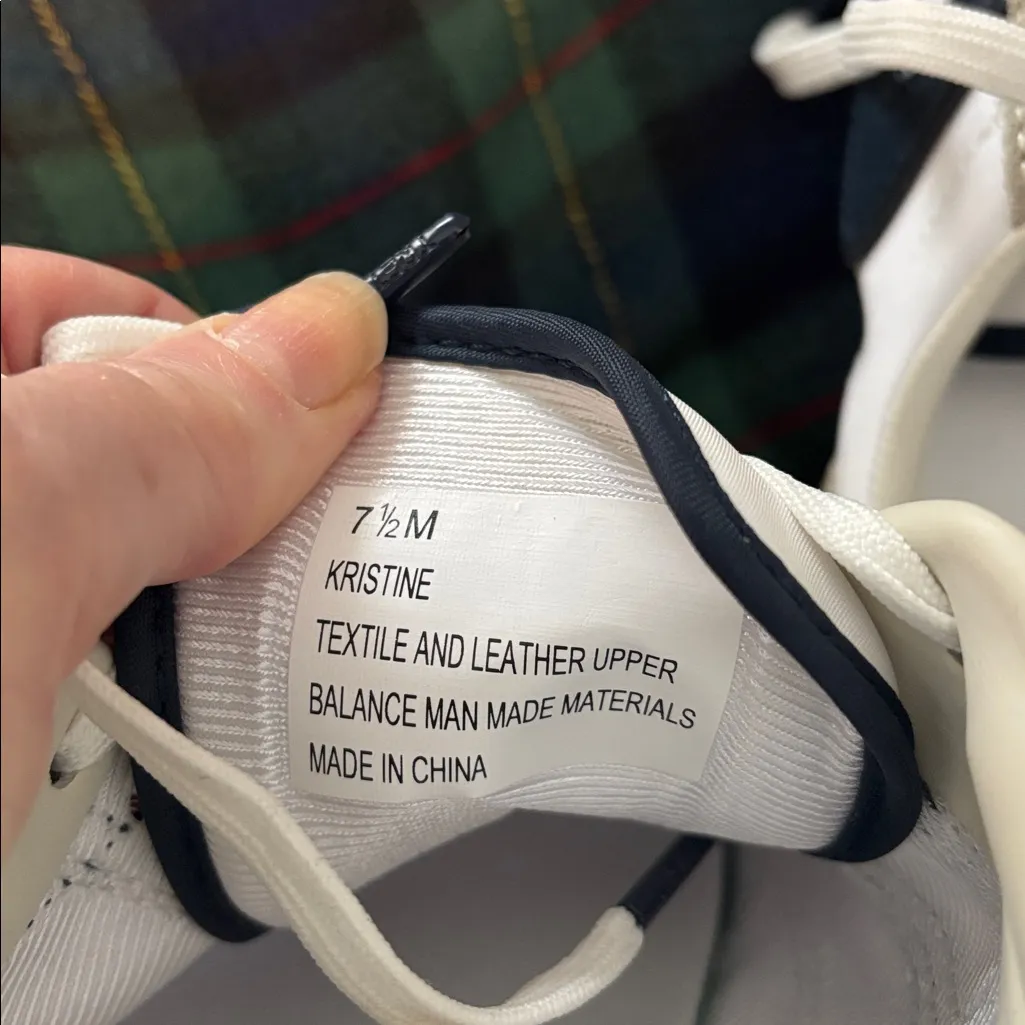 7 ½ M
KRISTINE
TEXTILE AND LEATHER UPPER
BALANCE MAN MADE MATERIALS
MADE IN CHINA